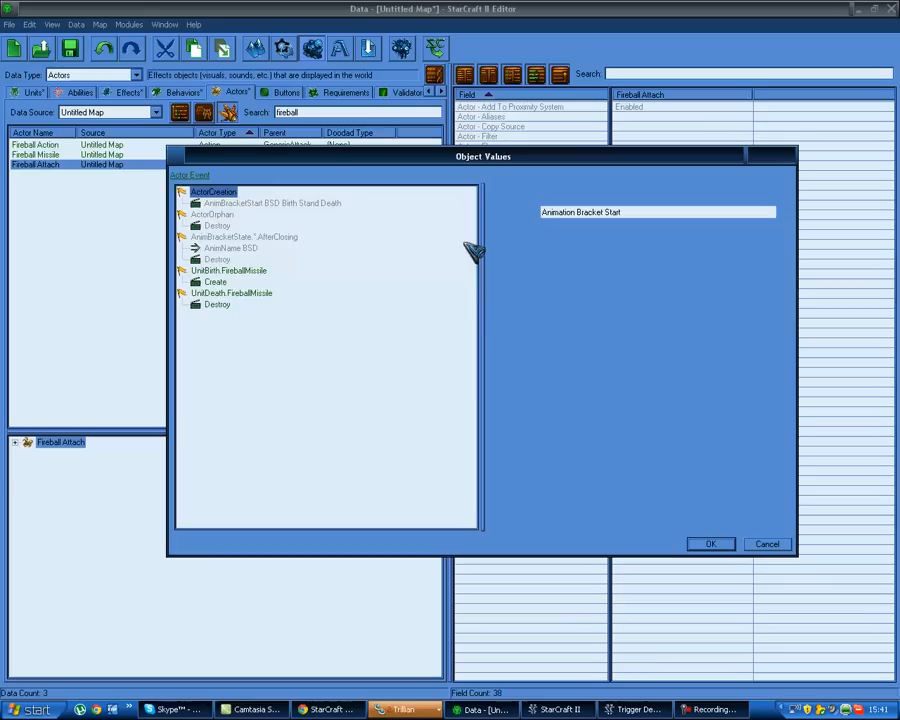 Data - [Untitled Map*] - StarCraft II Editor
File Edit View Data Map Modules Window Help
Data Type: Actors Effects objects (visuals, sounds, etc.) that are displayed in the world Search:
Units* Abilities Effects* Behaviors* Actors* Buttons Requirements Validator
Data Source: Untitled Map Search: fireball
Field Fireball Attach
Actor - Add To Proximity System Enabled
Actor - Aliases
Actor - Copy Source
Actor - Filter
Actor Name Source Actor Type Parent Doodad Type
Fireball Action Untitled Map Action GenericAttack (None)
Fireball Missile Untitled Map
Fireball Attach Untitled Map
Object Values
Actor Event
ActorCreation
AnimBracketStart BSD Birth Stand Death
ActorOrphan
Destroy
AnimBracketState.*.AfterClosing
AnimName BSD
Destroy
UnitBirth.FireballMissile
Create
UnitDeath.FireballMissile
Destroy
Animation Bracket Start
OK Cancel
Fireball Attach
Data Count: 3 Field Count: 38
start Skype™ - ... Camtasia S... StarCraft ... Trillian Data - [Un... StarCraft II Trigger De... Recording... 15:41